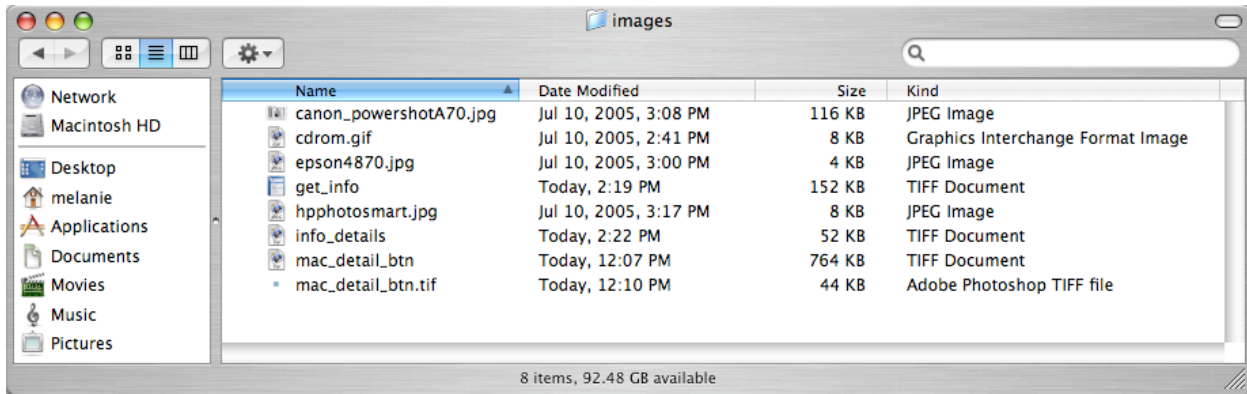 images
Network
Macintosh HD
Desktop
melanie
Applications
Documents
Movies
Music
Pictures
Name Date Modified Size Kind
canon_powershotA70.jpg Jul 10, 2005, 3:08 PM 116 KB JPEG Image
cdrom.gif Jul 10, 2005, 2:41 PM 8 KB Graphics Interchange Format Image
epson4870.jpg Jul 10, 2005, 3:00 PM 4 KB JPEG Image
get_info Today, 2:19 PM 152 KB TIFF Document
hpphotosmart.jpg Jul 10, 2005, 3:17 PM 8 KB JPEG Image
info_details Today, 2:22 PM 52 KB TIFF Document
mac_detail_btn Today, 12:07 PM 764 KB TIFF Document
mac_detail_btn.tif Today, 12:10 PM 44 KB Adobe Photoshop TIFF file
8 items, 92.48 GB available